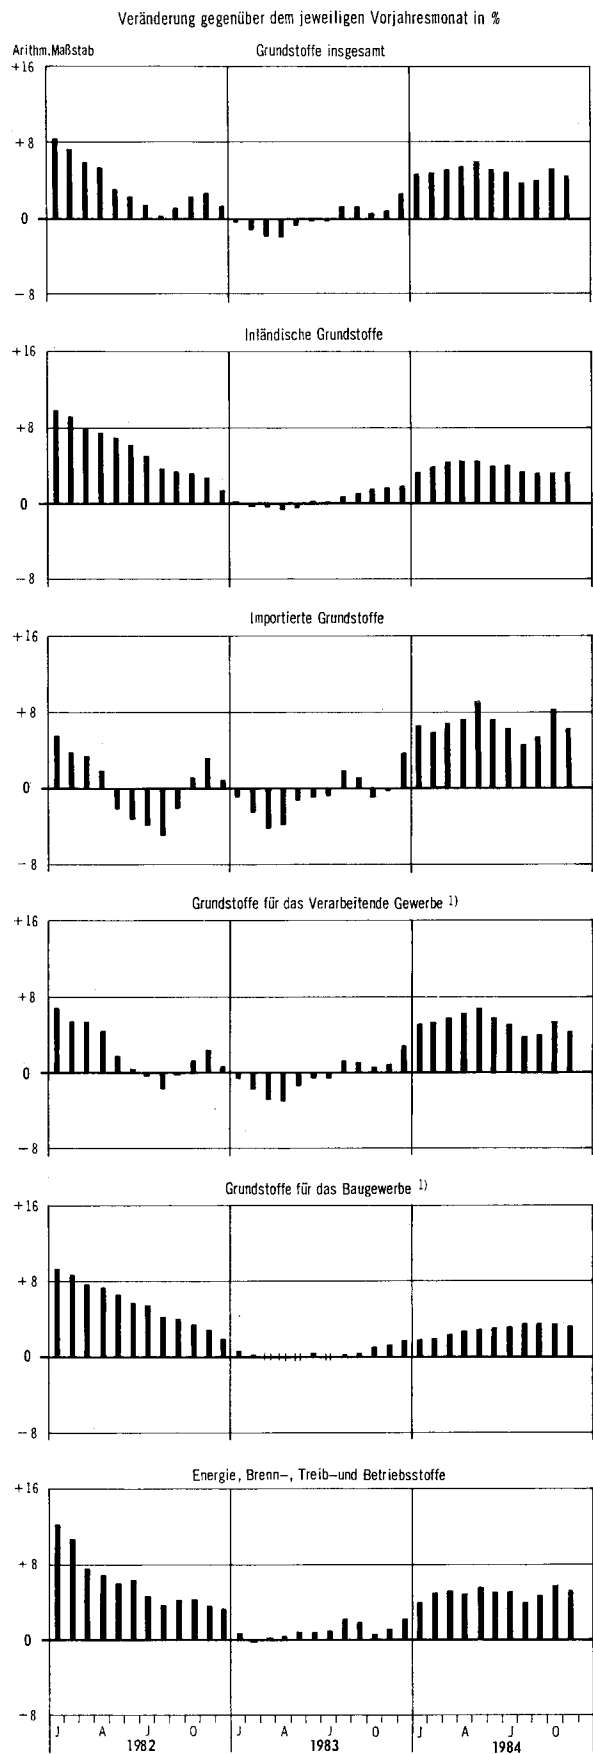 Veränderung gegenüber dem jeweiligen Vorjahresmonat in %
Arithm. Maßstab
Grundstoffe insgesamt
+16
+8
0
−8
Inländische Grundstoffe
+16
+8
0
−8
Importierte Grundstoffe
+16
+8
0
−8
Grundstoffe für das Verarbeitende Gewerbe 1)
+16
+8
0
−8
Grundstoffe für das Baugewerbe 1)
+16
+8
0
−8
Energie, Brenn-, Treib-und Betriebsstoffe
+16
+8
0
−8
J A J O J A J O J A J O
1982 1983 1984